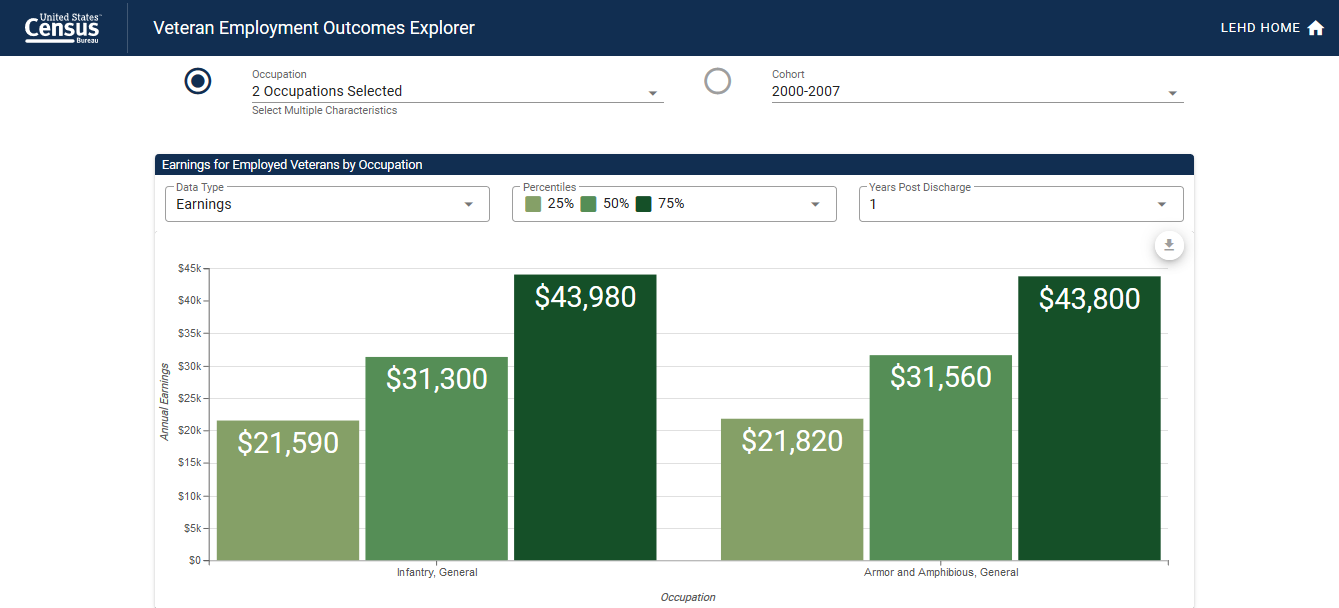 United States™
Census
Bureau
Veteran Employment Outcomes Explorer
LEHD HOME
Occupation
2 Occupations Selected
Select Multiple Characteristics
Cohort
2000-2007
Earnings for Employed Veterans by Occupation
Data Type
Earnings
Percentiles
25% 50% 75%
Years Post Discharge
1
$45k
$40k
$35k
$30k
$25k
$20k
$15k
$10k
$5k
$0
Annual Earnings
$21,590
$31,300
$43,980
$21,820
$31,560
$43,800
Infantry, General
Armor and Amphibious, General
Occupation